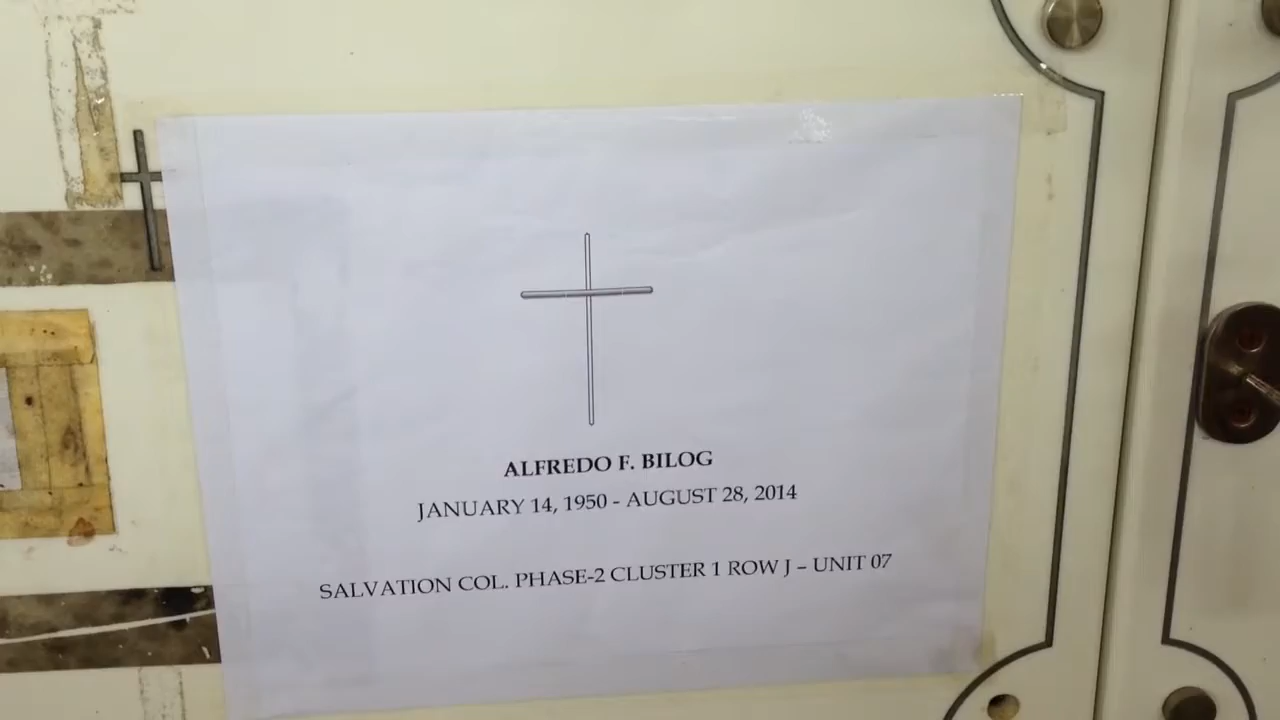 ALFREDO F. BILOG
JANUARY 14, 1950 - AUGUST 28, 2014
SALVATION COL. PHASE-2 CLUSTER 1 ROW J – UNIT 07